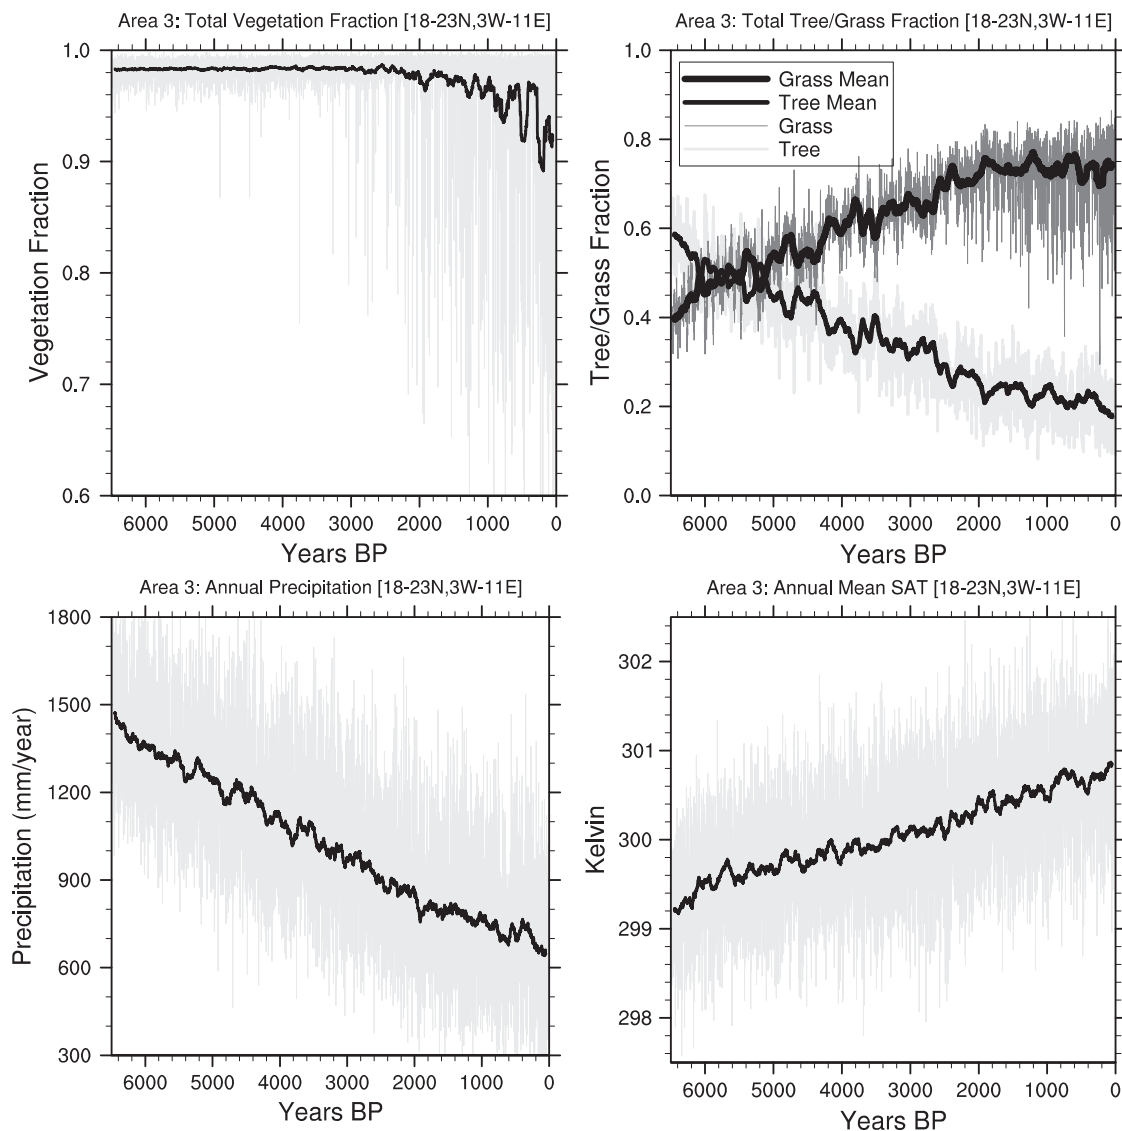 Area 3: Total Vegetation Fraction [18-23N,3W-11E]
1.0
0.9
0.8
0.7
0.6
Vegetation Fraction
6000 5000 4000 3000 2000 1000 0
Years BP
Area 3: Total Tree/Grass Fraction [18-23N,3W-11E]
1.0
0.8
0.6
0.4
0.2
0.0
Tree/Grass Fraction
Grass Mean
Tree Mean
Grass
Tree
6000 5000 4000 3000 2000 1000 0
Years BP
Area 3: Annual Precipitation [18-23N,3W-11E]
1800
1500
1200
900
600
300
Precipitation (mm/year)
6000 5000 4000 3000 2000 1000 0
Years BP
Area 3: Annual Mean SAT [18-23N,3W-11E]
302
301
300
299
298
Kelvin
6000 5000 4000 3000 2000 1000 0
Years BP